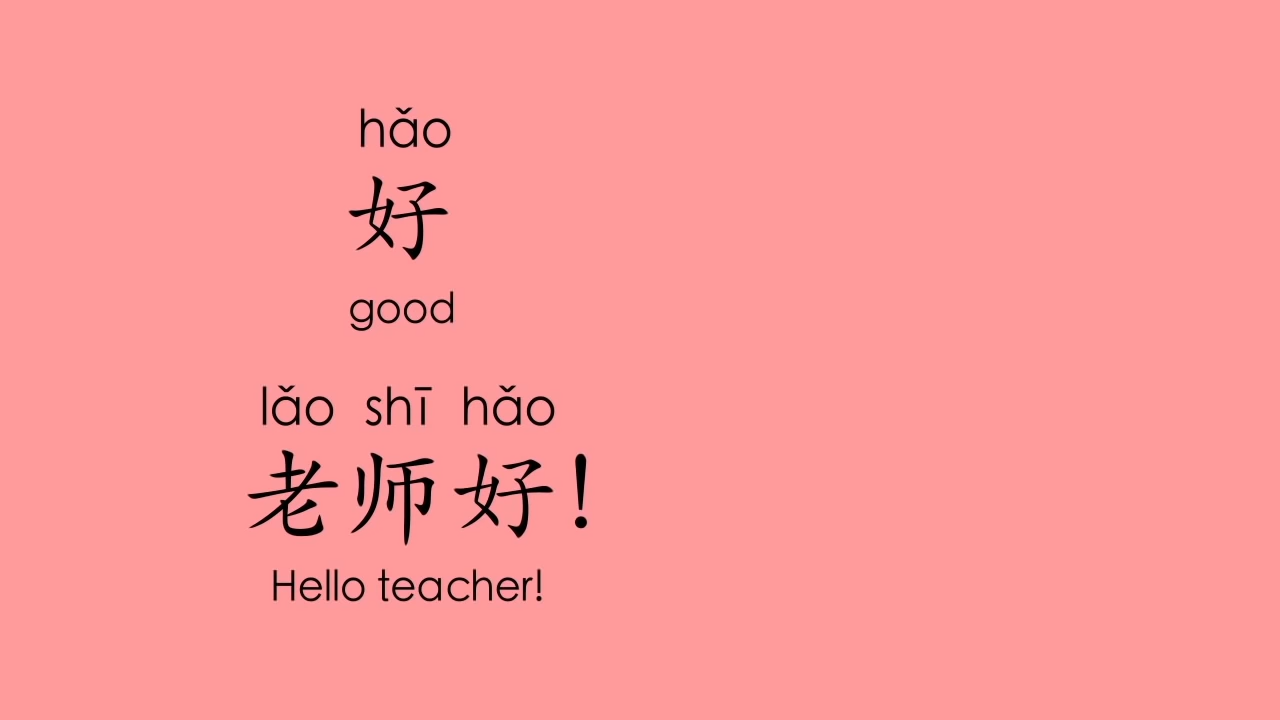 hǎo
好
good
lǎo shī hǎo
老师好!
Hello teacher!